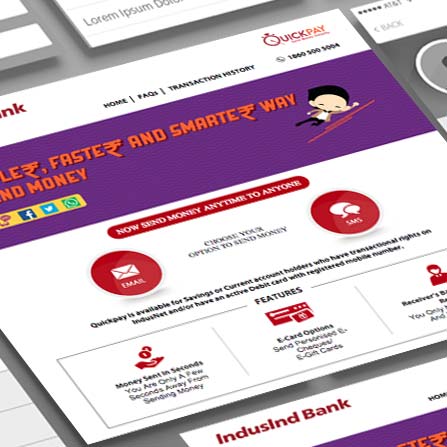 Lorem Ipsum Dolor
AT&T
BACK
QUICKPAY
1860 500 5004
HOME | FAQs | TRANSACTION HISTORY
FASTE₹ AND SMARTE₹ WAY
ND MONEY
NOW SEND MONEY ANYTIME TO ANYONE
CHOOSE YOUR
OPTION TO SEND MONEY
EMAIL
SMS
Quickpay is available for Savings or Current account holders who have transactional rights on
IndusNet and/or have an active Debit card with registered mobile number.
FEATURES
Money Sent In Seconds
You Are Only A Few
Seconds Away From
Sending Money
E-Card Options
Send Personalised E-
Cheques/
E-Gift Cards
Receiver's
You Only
And
IndusInd Bank
HOM